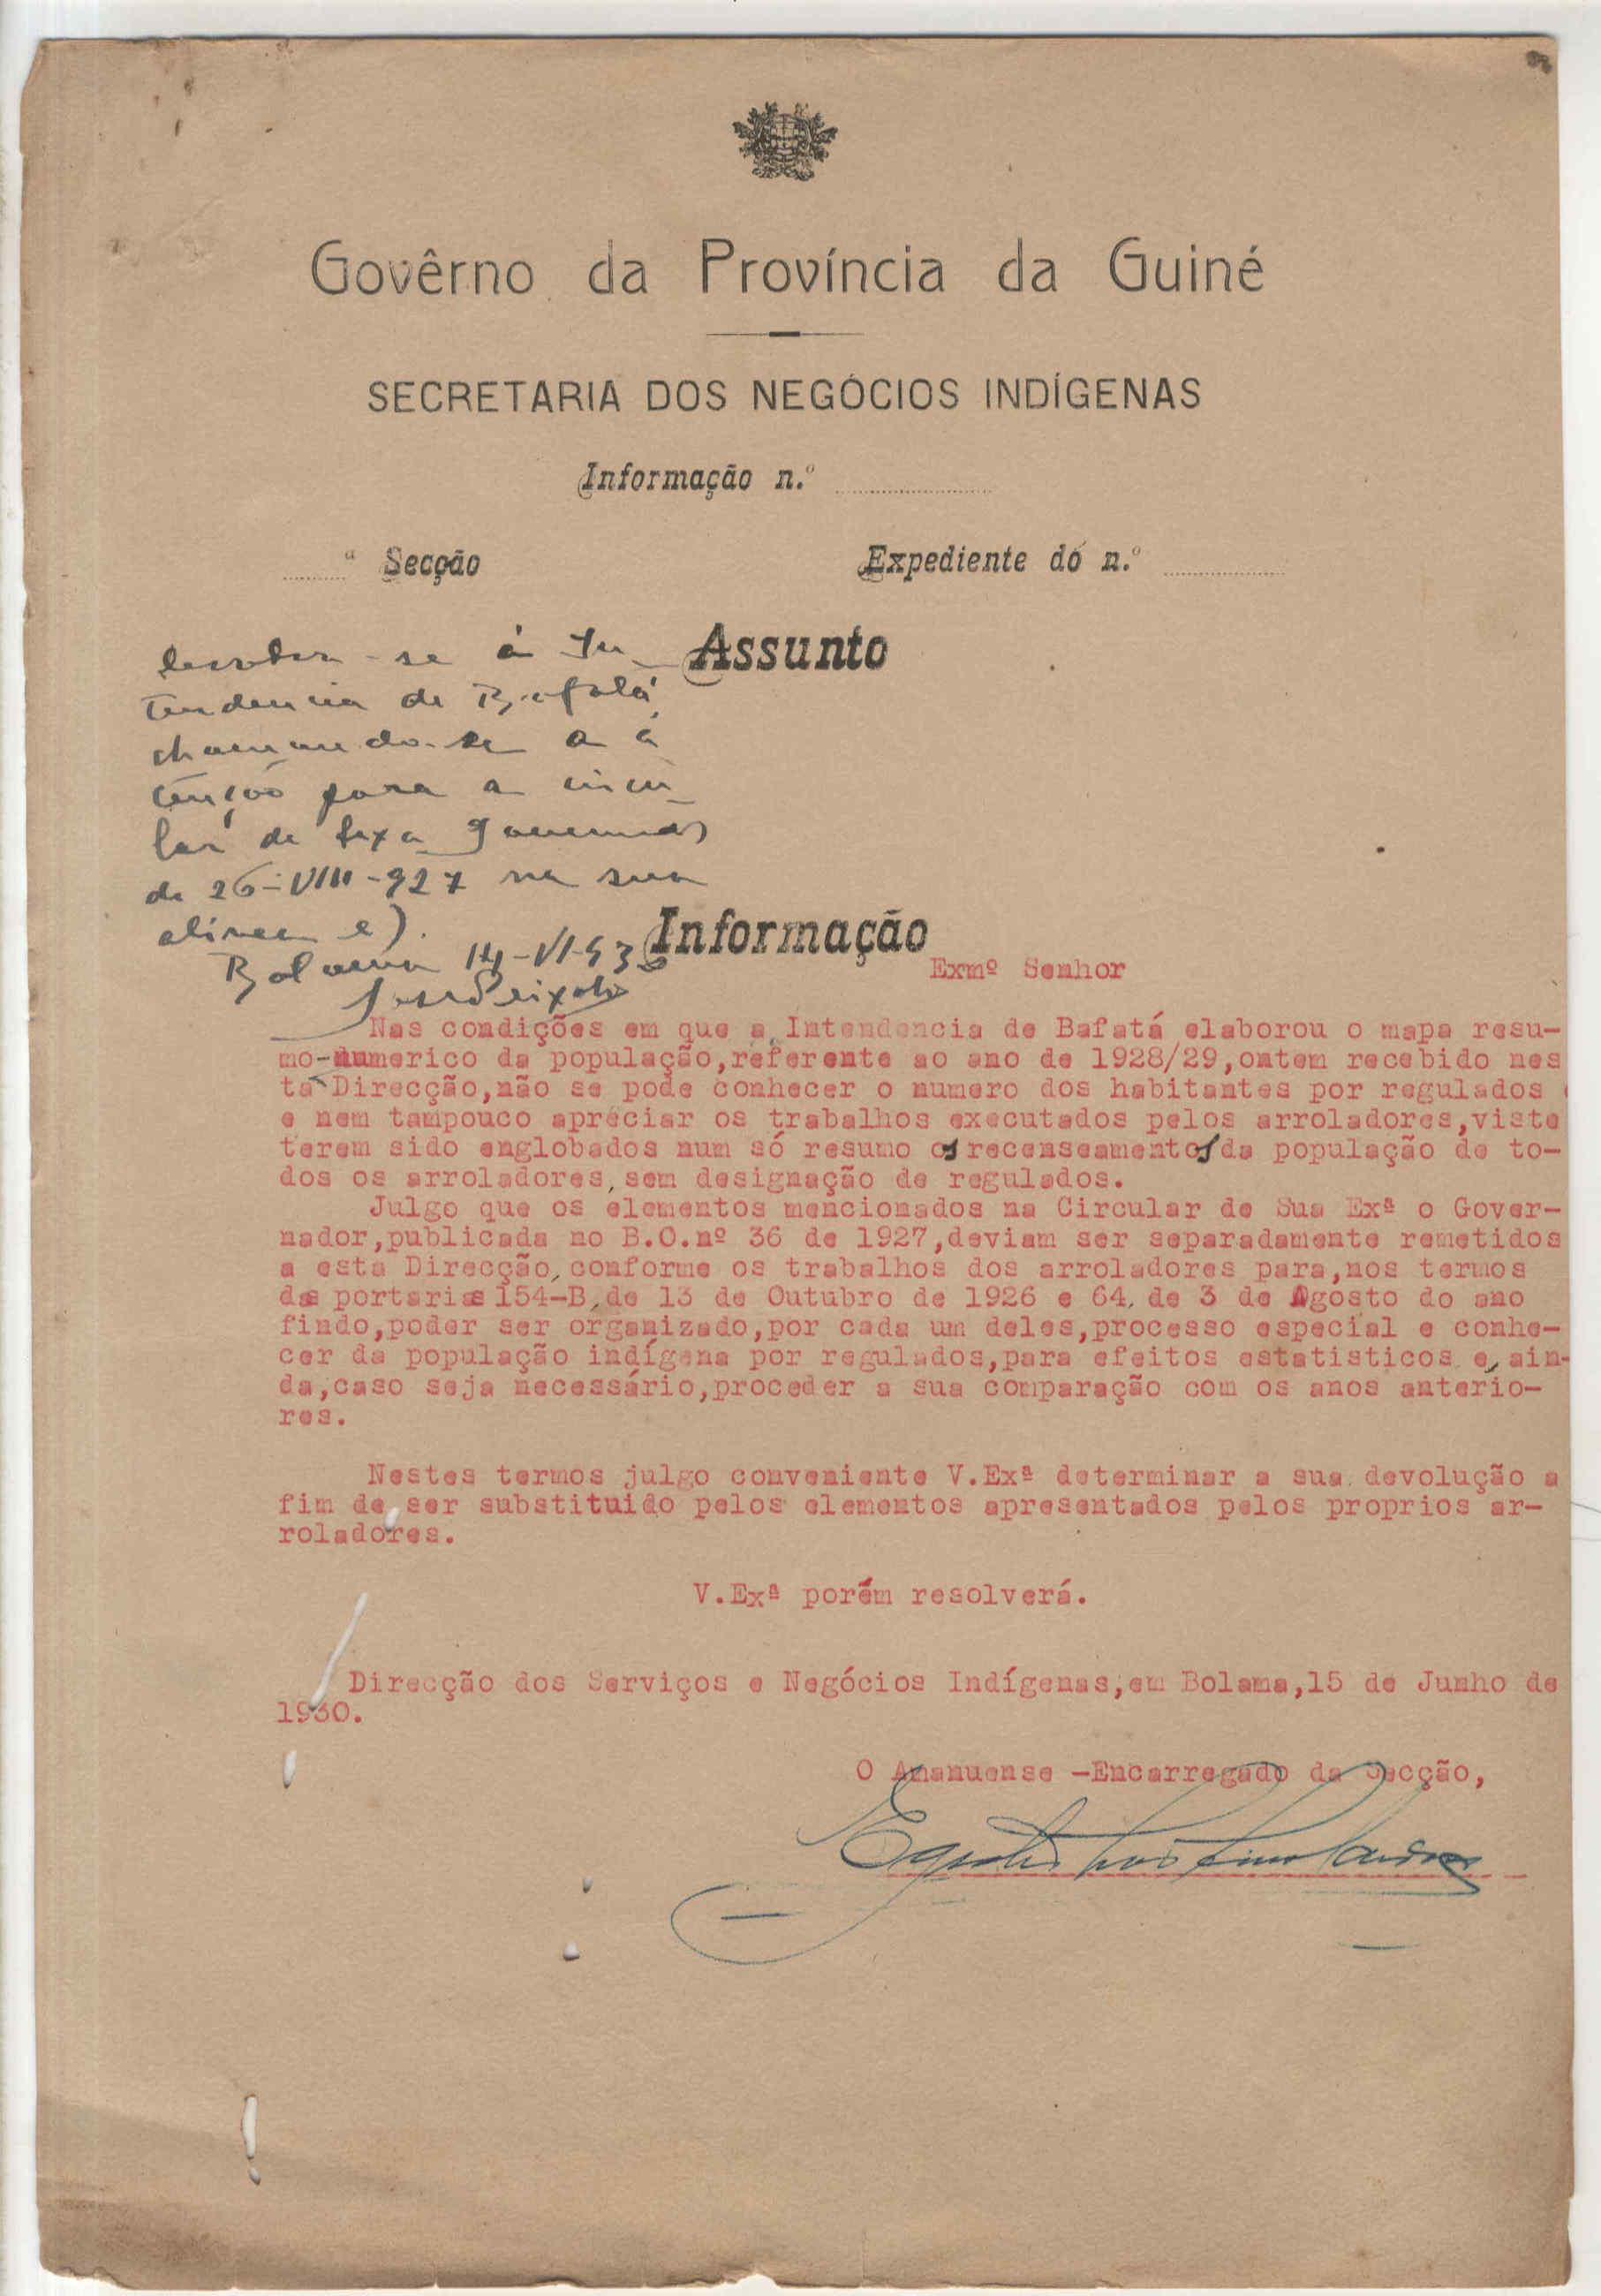 Govêrno da Província da Guiné
SECRETARIA DOS NEGÓCIOS INDÍGENAS
Informação n.º
ª Secção
Expediente do n.º
Assunto
devolva-se á In-
tendencia de Bafatá
chamando-se a a
tenção para a circu-
lar de
de 26-VIII-927 na sua
alinea e).
Bolama 14-VI-930
Informação
Exmº Senhor
Nas condições em que a Intendencia de Bafatá elaborou o mapa resu-
mo-numerico da população,referente ao ano de 1928/29,ontem recebido nes
ta Direcção,não se pode conhecer o numero dos habitantes por regulados
e nem tampouco apreciar os trabalhos executados pelos arroladores,visto
terem sido englobados num só resumo os recenseamentos da população de to-
dos os arroladores,sem designação de regulados.
Julgo que os elementos mencionados na Circular de Sua Exª o Gover-
nador,publicada no B.O.nº 36 de 1927,deviam ser separadamente remetidos
a esta Direcção,conforme os trabalhos dos arroladores para,nos termos
das portarias 154-B,de 13 de Outubro de 1926 e 64,de 3 de Agosto do ano
findo,poder ser organizado,por cada um deles,processo especial e conhe-
cer da população indígena por regulados,para efeitos estatisticos e,ain-
da,caso seja necessário,proceder a sua comparação com os anos anterio-
res.
Nestes termos julgo conveniente V.Exª determinar a sua devolução a
fim de ser substituido pelos elementos apresentados pelos proprios ar-
roladores.
V.Exª porém resolverá.
Direcção dos Serviços e Negócios Indígenas,em Bolama,15 de Junho de
1930.
O Amanuense -Encarregado da Secção,